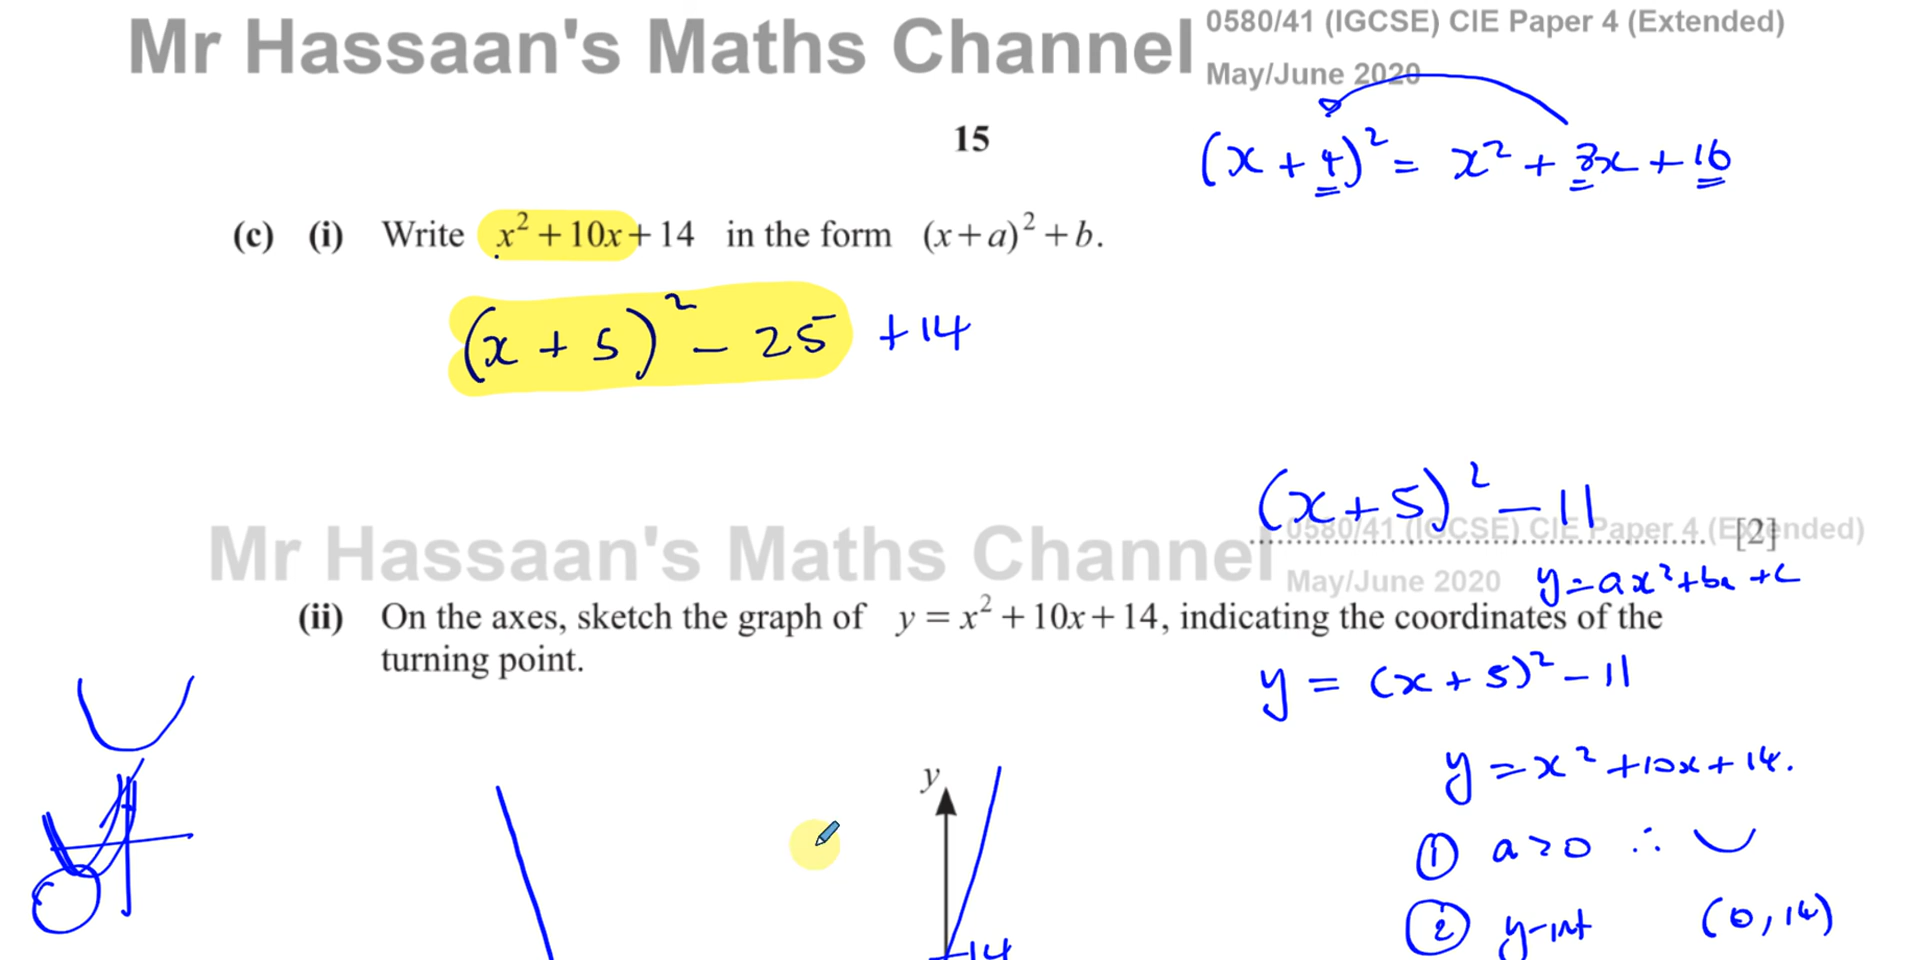 Mr Hassaan's Maths Channel
0580/41 (IGCSE) CIE Paper 4 (Extended)
May/June 2020
15
(x + 4)² = x² + 8x + 16
(c) (i) Write x² + 10x + 14 in the form (x + a)² + b.
(x + 5)² − 25 + 14
(x + 5)² − 11
Mr Hassaan's Maths Channel
0580/41 (IGCSE) CIE Paper 4 (Extended)
[2]
May/June 2020
y = ax² + bx + c
(ii) On the axes, sketch the graph of y = x² + 10x + 14, indicating the coordinates of the
turning point.
y = (x + 5)² − 11
y = x² + 10x + 14.
y
① a > 0 ∴ ∪
② y-int (0, 14)
14